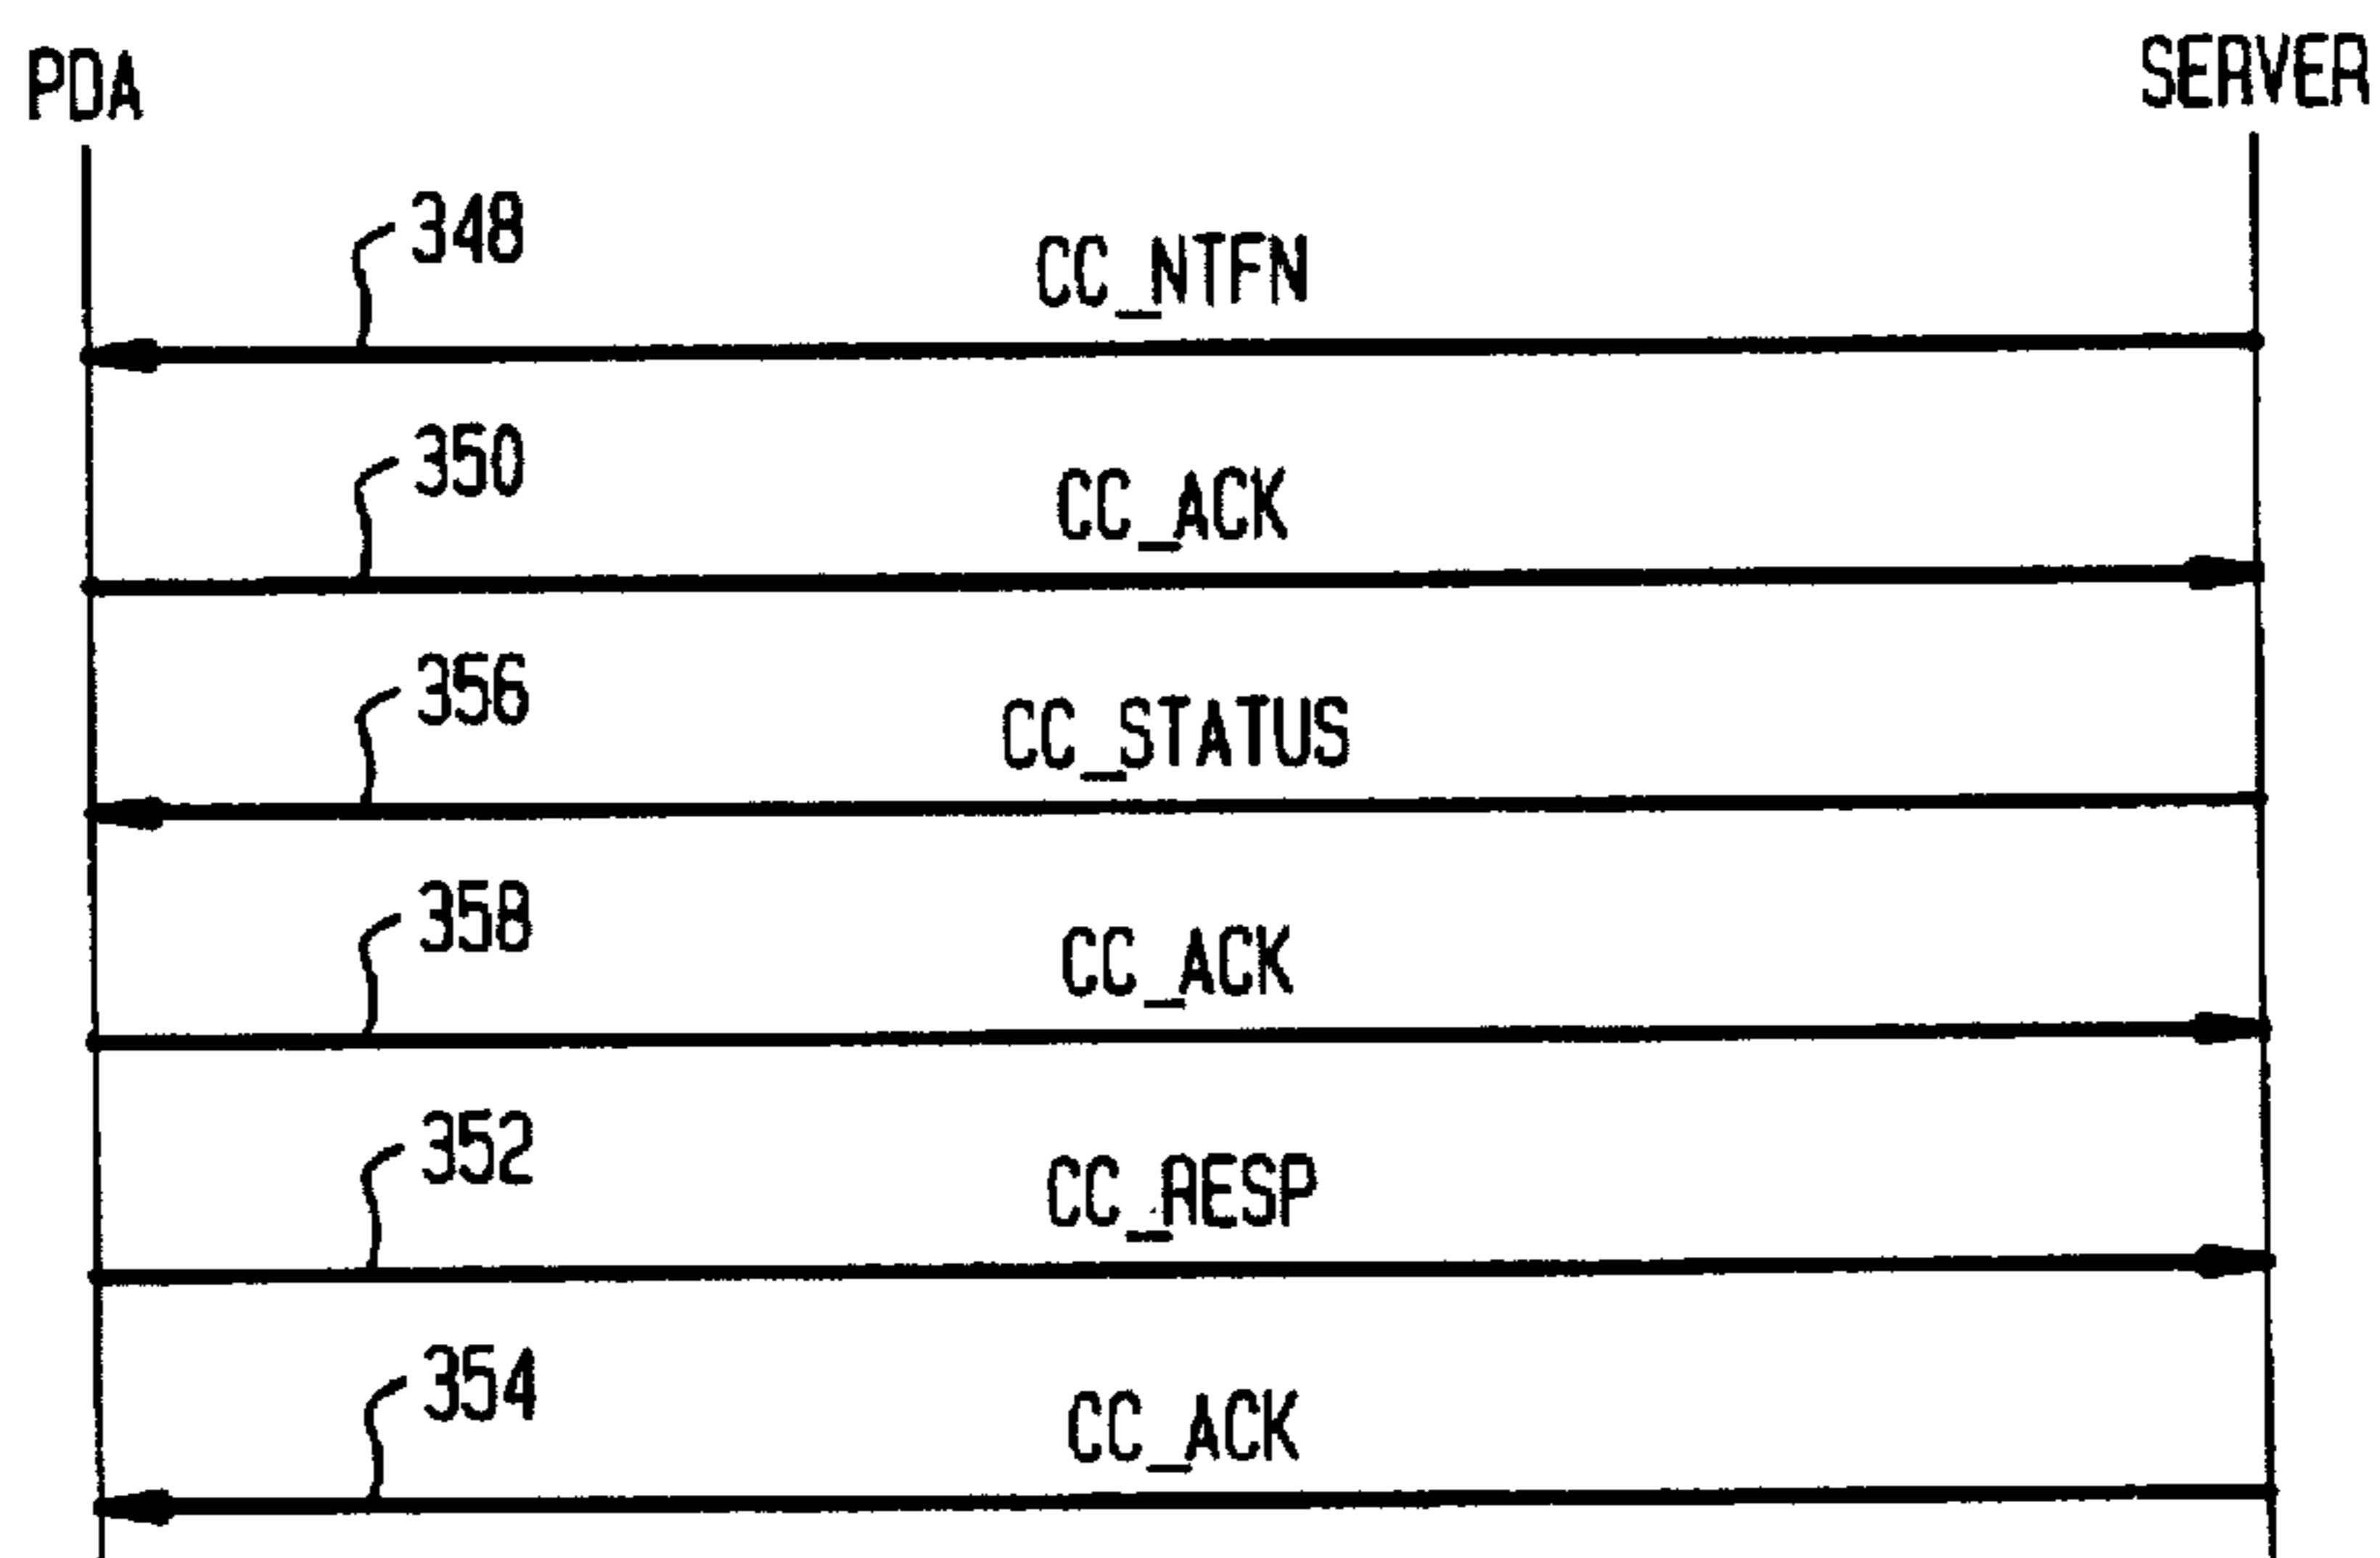 PDA SERVER
348
CC_NTFN
350
CC_ACK
356
CC_STATUS
358
CC_ACK
352
CC_RESP
354
CC_ACK